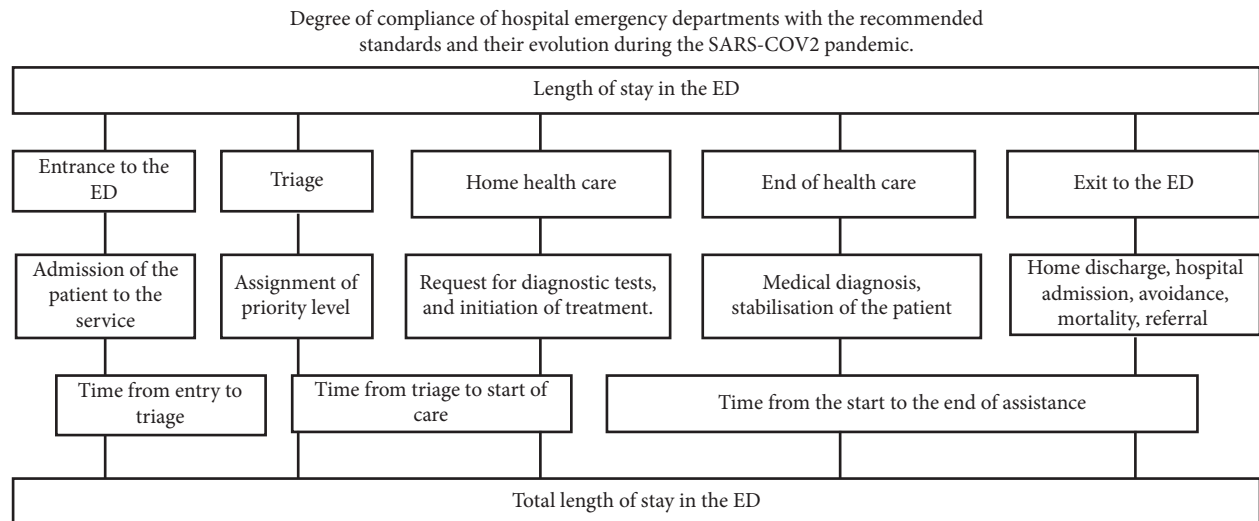 Degree of compliance of hospital emergency departments with the recommended
standards and their evolution during the SARS-COV2 pandemic.
Length of stay in the ED
Entrance to the
ED
Triage
Home health care
End of health care
Exit to the ED
Admission of the
patient to the
service
Assignment of
priority level
Request for diagnostic tests,
and initiation of treatment.
Medical diagnosis,
stabilisation of the patient
Home discharge, hospital
admission, avoidance,
mortality, referral
Time from entry to
triage
Time from triage to start of
care
Time from the start to the end of assistance
Total length of stay in the ED